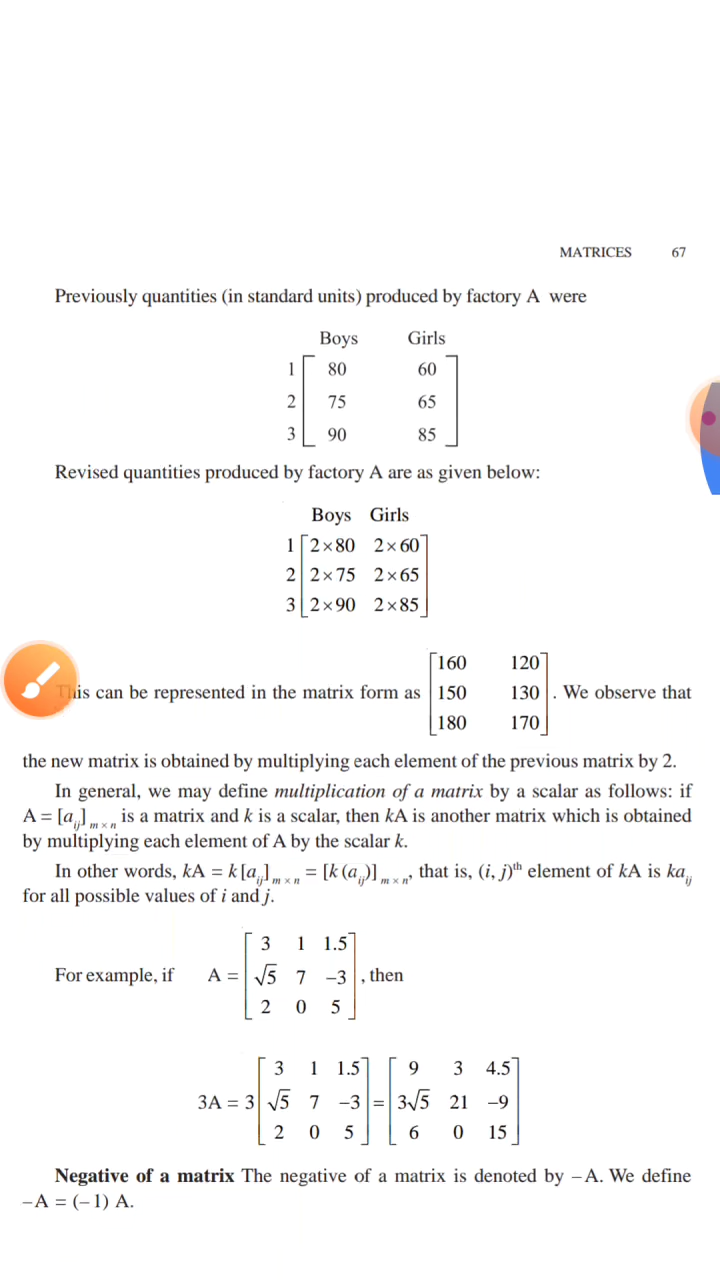 MATRICES 67
Previously quantities (in standard units) produced by factory A were
Boys Girls
1 [ 80 60 ]
2 [ 75 65 ]
3 [ 90 85 ]
Revised quantities produced by factory A are as given below:
Boys Girls
1 [ 2×80 2×60 ]
2 [ 2×75 2×65 ]
3 [ 2×90 2×85 ]
[ 160 120 ]
This can be represented in the matrix form as [ 150 130 ] . We observe that
[ 180 170 ]
the new matrix is obtained by multiplying each element of the previous matrix by 2.
In general, we may define multiplication of a matrix by a scalar as follows: if
A = [a_ij]_m × n is a matrix and k is a scalar, then kA is another matrix which is obtained
by multiplying each element of A by the scalar k.
In other words, kA = k [a_ij]_m × n = [k (a_ij)]_m × n, that is, (i, j)th element of kA is ka_ij
for all possible values of i and j.
[ 3 1 1.5 ]
For example, if A = [ √5 7 –3 ] , then
[ 2 0 5 ]
[ 3 1 1.5 ] [ 9 3 4.5 ]
3A = 3 [ √5 7 –3 ] = [ 3√5 21 –9 ]
[ 2 0 5 ] [ 6 0 15 ]
Negative of a matrix The negative of a matrix is denoted by –A. We define
–A = (– 1) A.